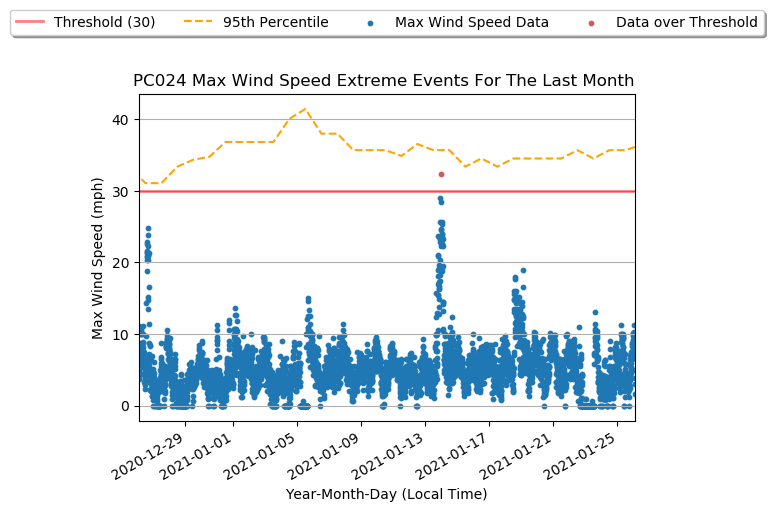 Threshold (30) 95th Percentile Max Wind Speed Data Data over Threshold
PC024 Max Wind Speed Extreme Events For The Last Month
Max Wind Speed (mph)
40
30
20
10
0
2020-12-29 2021-01-01 2021-01-05 2021-01-09 2021-01-13 2021-01-17 2021-01-21 2021-01-25
Year-Month-Day (Local Time)